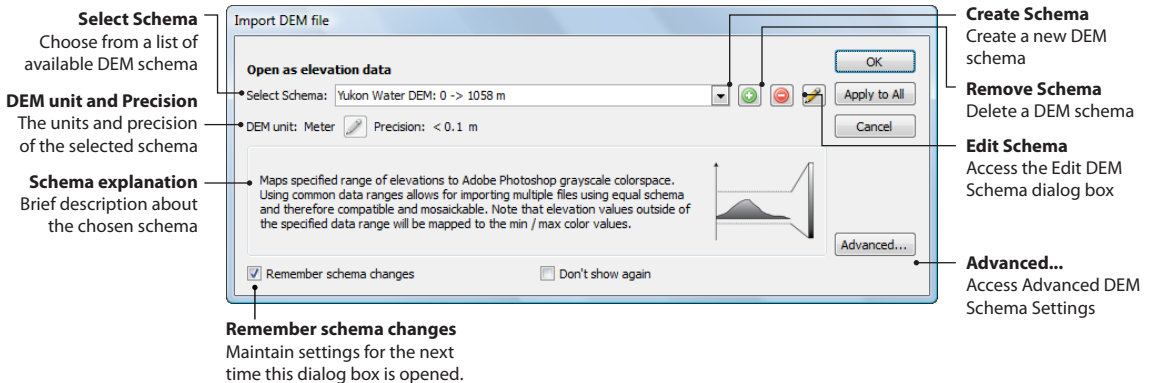 Select Schema
Choose from a list of
available DEM schema
DEM unit and Precision
The units and precision
of the selected schema
Schema explanation
Brief description about
the chosen schema
Import DEM file
Open as elevation data
Select Schema: Yukon Water DEM: 0 -> 1058 m
DEM unit: Meter Precision: < 0.1 m
Maps specified range of elevations to Adobe Photoshop grayscale colorspace.
Using common data ranges allows for importing multiple files using equal schema
and therefore compatible and mosaickable. Note that elevation values outside of
the specified data range will be mapped to the min / max color values.
Remember schema changes
Don't show again
OK
Apply to All
Cancel
Advanced...
Create Schema
Create a new DEM
schema
Remove Schema
Delete a DEM schema
Edit Schema
Access the Edit DEM
Schema dialog box
Advanced...
Access Advanced DEM
Schema Settings
Remember schema changes
Maintain settings for the next
time this dialog box is opened.